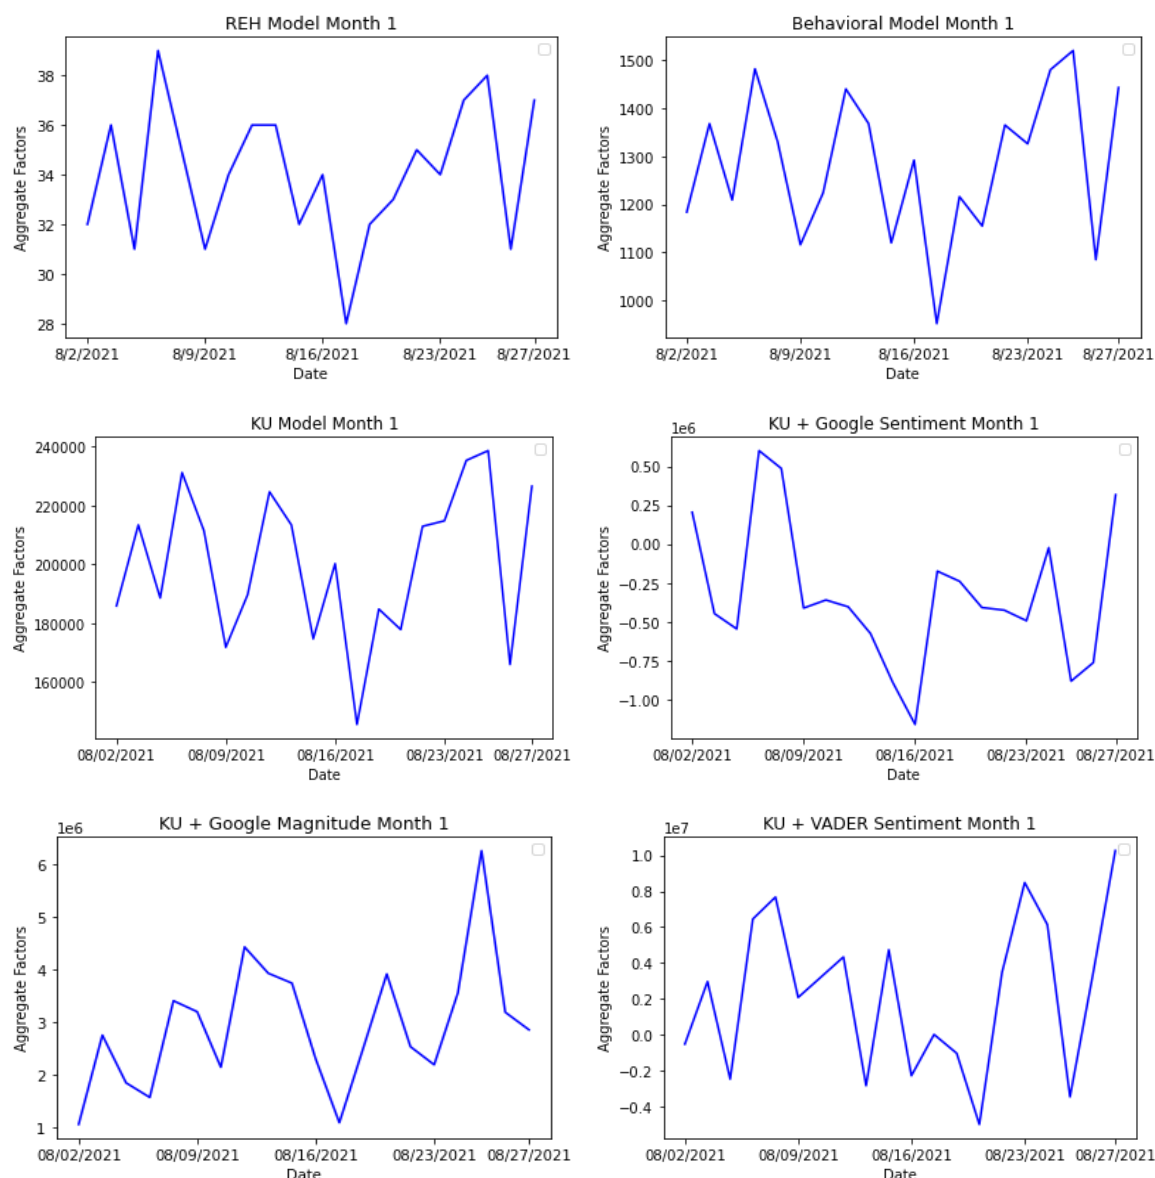 REH Model Month 1
38
36
34
32
30
28
Aggregate Factors
8/2/2021 8/9/2021 8/16/2021 8/23/2021 8/27/2021
Date
Behavioral Model Month 1
1500
1400
1300
1200
1100
1000
Aggregate Factors
8/2/2021 8/9/2021 8/16/2021 8/23/2021 8/27/2021
Date
KU Model Month 1
240000
220000
200000
180000
160000
Aggregate Factors
08/02/2021 08/09/2021 08/16/2021 08/23/2021 08/27/2021
Date
KU + Google Sentiment Month 1
1e6
0.50
0.25
0.00
−0.25
−0.50
−0.75
−1.00
Aggregate Factors
08/02/2021 08/09/2021 08/16/2021 08/23/2021 08/27/2021
Date
KU + Google Magnitude Month 1
1e6
6
5
4
3
2
1
Aggregate Factors
08/02/2021 08/09/2021 08/16/2021 08/23/2021 08/27/2021
Date
KU + VADER Sentiment Month 1
1e7
1.0
0.8
0.6
0.4
0.2
0.0
−0.2
−0.4
Aggregate Factors
08/02/2021 08/09/2021 08/16/2021 08/23/2021 08/27/2021
Date